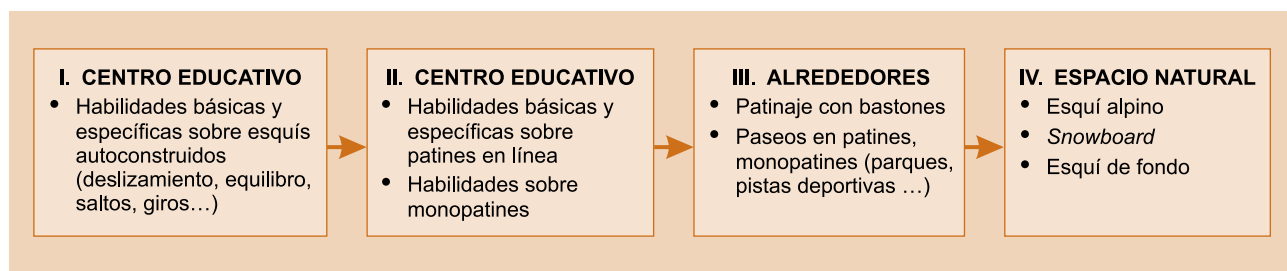 I. CENTRO EDUCATIVO
• Habilidades básicas y
específicas sobre esquís
autoconstruidos
(deslizamiento, equilibro,
saltos, giros…)
II. CENTRO EDUCATIVO
• Habilidades básicas y
específicas sobre
patines en línea
• Habilidades sobre
monopatines
III. ALREDEDORES
• Patinaje con bastones
• Paseos en patines,
monopatines (parques,
pistas deportivas …)
IV. ESPACIO NATURAL
• Esquí alpino
• Snowboard
• Esquí de fondo